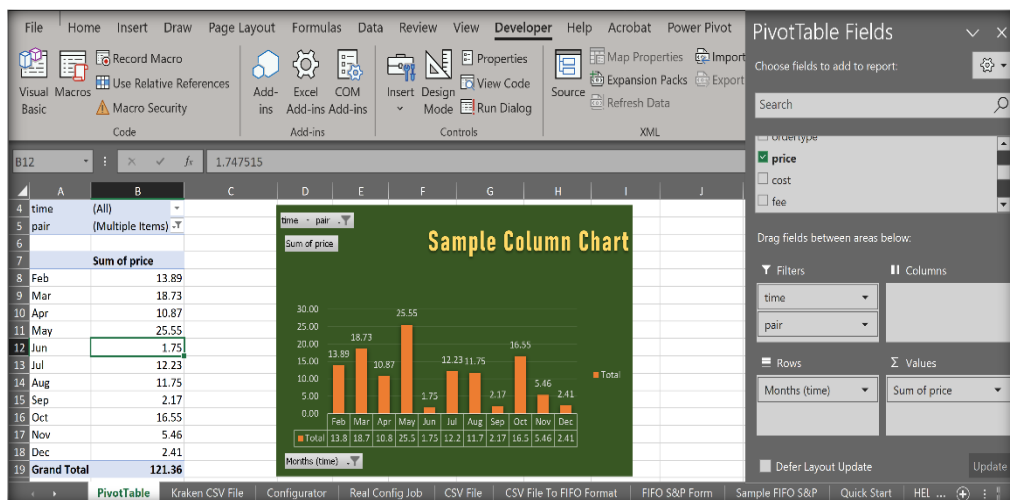 File Home Insert Draw Page Layout Formulas Data Review View Developer Help Acrobat Power Pivot
Visual Basic
Macros
Record Macro
Use Relative References
Macro Security
Code
Add-ins
Excel Add-ins
COM Add-ins
Add-ins
Insert
Design Mode
Properties
View Code
Run Dialog
Controls
Source
Map Properties
Expansion Packs
Refresh Data
Import
Export
XML
B12 fx 1.747515
A B C D E F G H I J
4 time (All)
5 pair (Multiple Items)
6
7 Sum of price
8 Feb 13.89
9 Mar 18.73
10 Apr 10.87
11 May 25.55
12 Jun 1.75
13 Jul 12.23
14 Aug 11.75
15 Sep 2.17
16 Oct 16.55
17 Nov 5.46
18 Dec 2.41
19 Grand Total 121.36
time - pair
Sum of price
Sample Column Chart
30.00
25.00
20.00
15.00
10.00
5.00
0.00
13.89 18.73 10.87 25.55 1.75 12.23 11.75 2.17 16.55 5.46 2.41
Total
Feb Mar Apr May Jun Jul Aug Sep Oct Nov Dec
Total 13.8 18.7 10.8 25.5 1.75 12.2 11.7 2.17 16.5 5.46 2.41
Months (time)
PivotTable Fields
Choose fields to add to report:
Search
ordertype
price
cost
fee
Drag fields between areas below:
Filters
time
pair
Columns
Rows
Months (time)
Σ Values
Sum of price
Defer Layout Update
Update
PivotTable Kraken CSV File Configurator Real Config Job CSV File CSV File To FIFO Format FIFO S&P Form Sample FIFO S&P Quick Start HEL ...